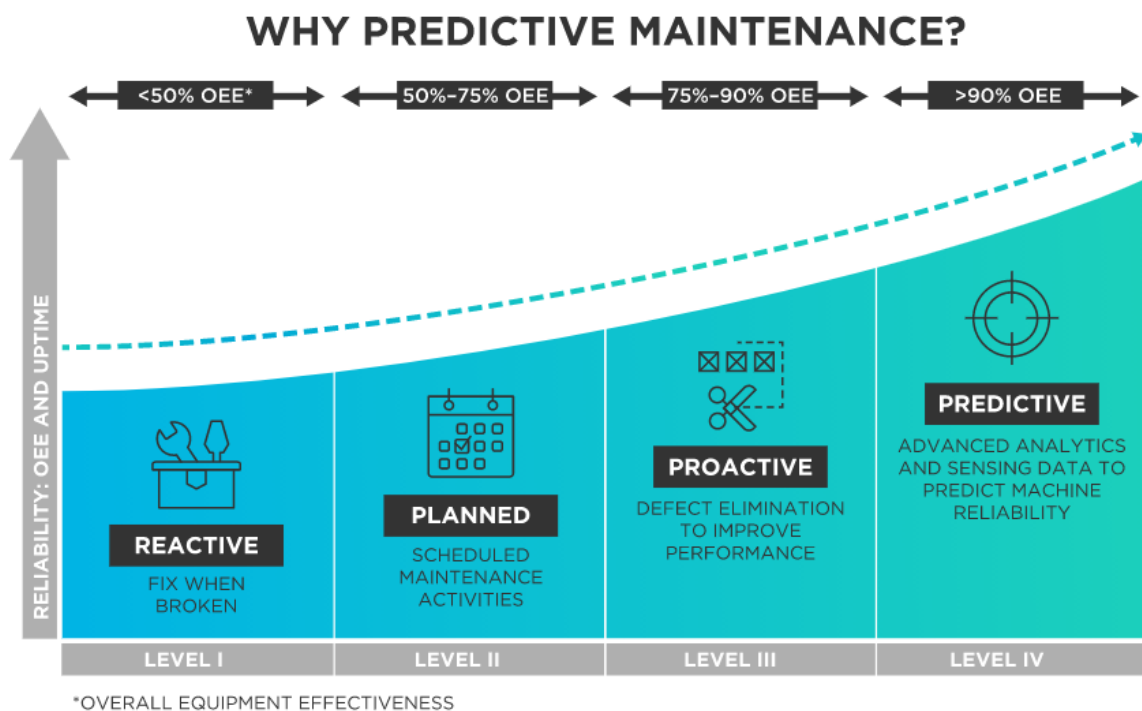 WHY PREDICTIVE MAINTENANCE?
<50% OEE*
50%–75% OEE
75%–90% OEE
>90% OEE
RELIABILITY: OEE AND UPTIME
REACTIVE
FIX WHEN
BROKEN
PLANNED
SCHEDULED
MAINTENANCE
ACTIVITIES
PROACTIVE
DEFECT ELIMINATION
TO IMPROVE
PERFORMANCE
PREDICTIVE
ADVANCED ANALYTICS
AND SENSING DATA TO
PREDICT MACHINE
RELIABILITY
LEVEL I
LEVEL II
LEVEL III
LEVEL IV
*OVERALL EQUIPMENT EFFECTIVENESS